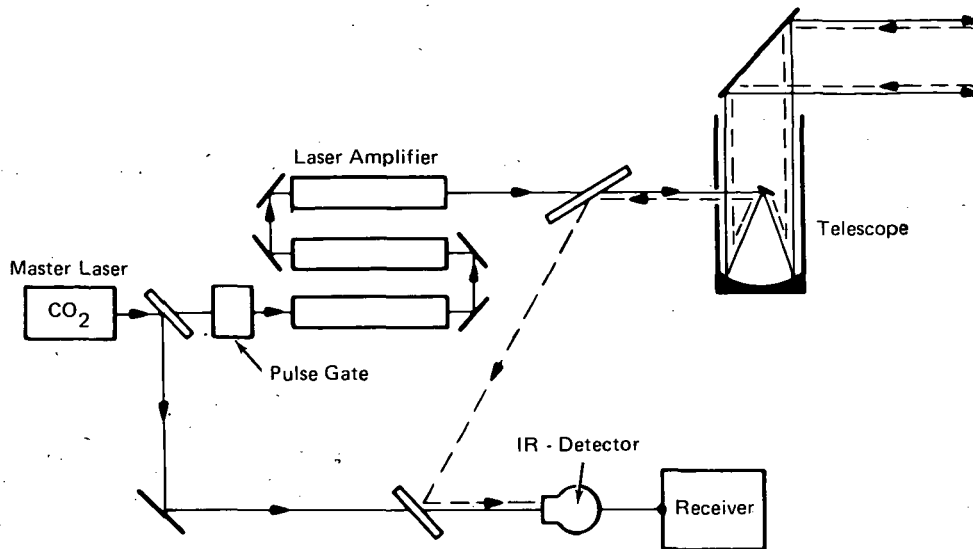 Laser Amplifier
Telescope
Master Laser
CO2
Pulse Gate
IR - Detector
Receiver